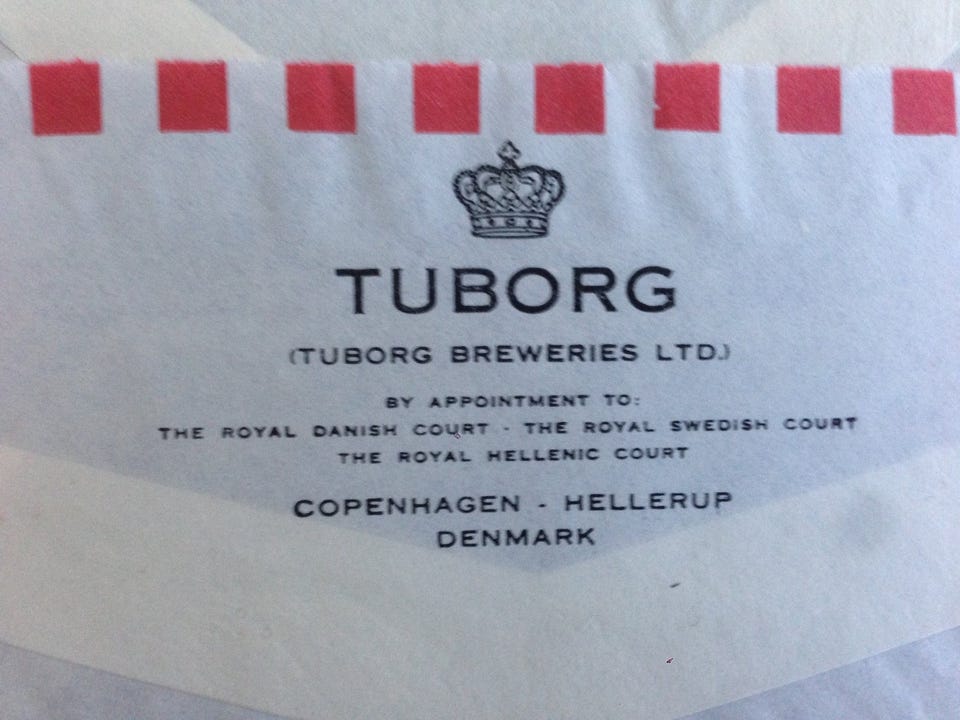 TUBORG
(TUBORG BREWERIES LTD.)
BY APPOINTMENT TO:
THE ROYAL DANISH COURT · THE ROYAL SWEDISH COURT
THE ROYAL HELLENIC COURT
COPENHAGEN - HELLERUP
DENMARK